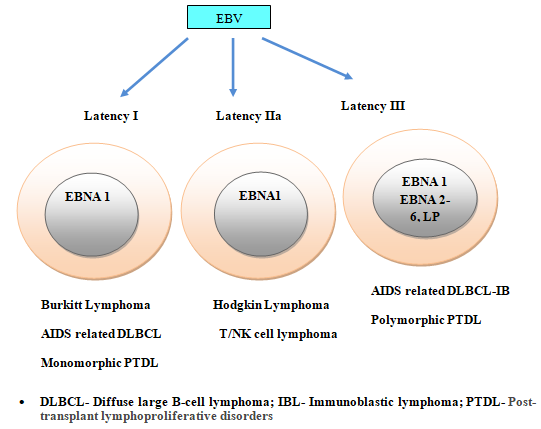 EBV
Latency I
Latency IIa
Latency III
EBNA 1
EBNA1
EBNA 1
EBNA 2-
6, LP
Burkitt Lymphoma
AIDS related DLBCL
Monomorphic PTDL
Hodgkin Lymphoma
T/NK cell lymphoma
AIDS related DLBCL-IB
Polymorphic PTDL
• DLBCL- Diffuse large B-cell lymphoma; IBL- Immunoblastic lymphoma; PTDL- Post-
transplant lymphoproliferative disorders